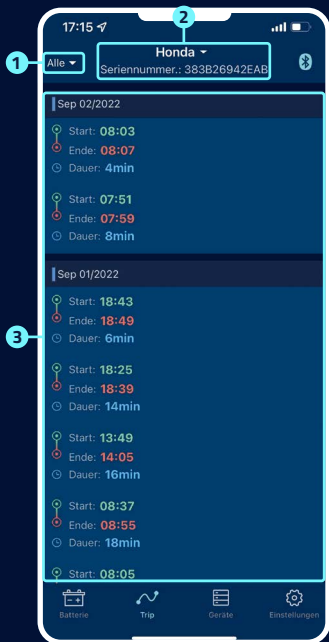 2
17:15
1
Alle
Honda
Seriennummer.: 383B26942EAB
Sep 02/2022
Start: 08:03
Ende: 08:07
Dauer: 4min
Start: 07:51
Ende: 07:59
Dauer: 8min
Sep 01/2022
Start: 18:43
Ende: 18:49
3
Dauer: 6min
Start: 18:25
Ende: 18:39
Dauer: 14min
Start: 13:49
Ende: 14:05
Dauer: 16min
Start: 08:37
Ende: 08:55
Dauer: 18min
Start: 08:05
Batterie Trip Geräte Einstellungen